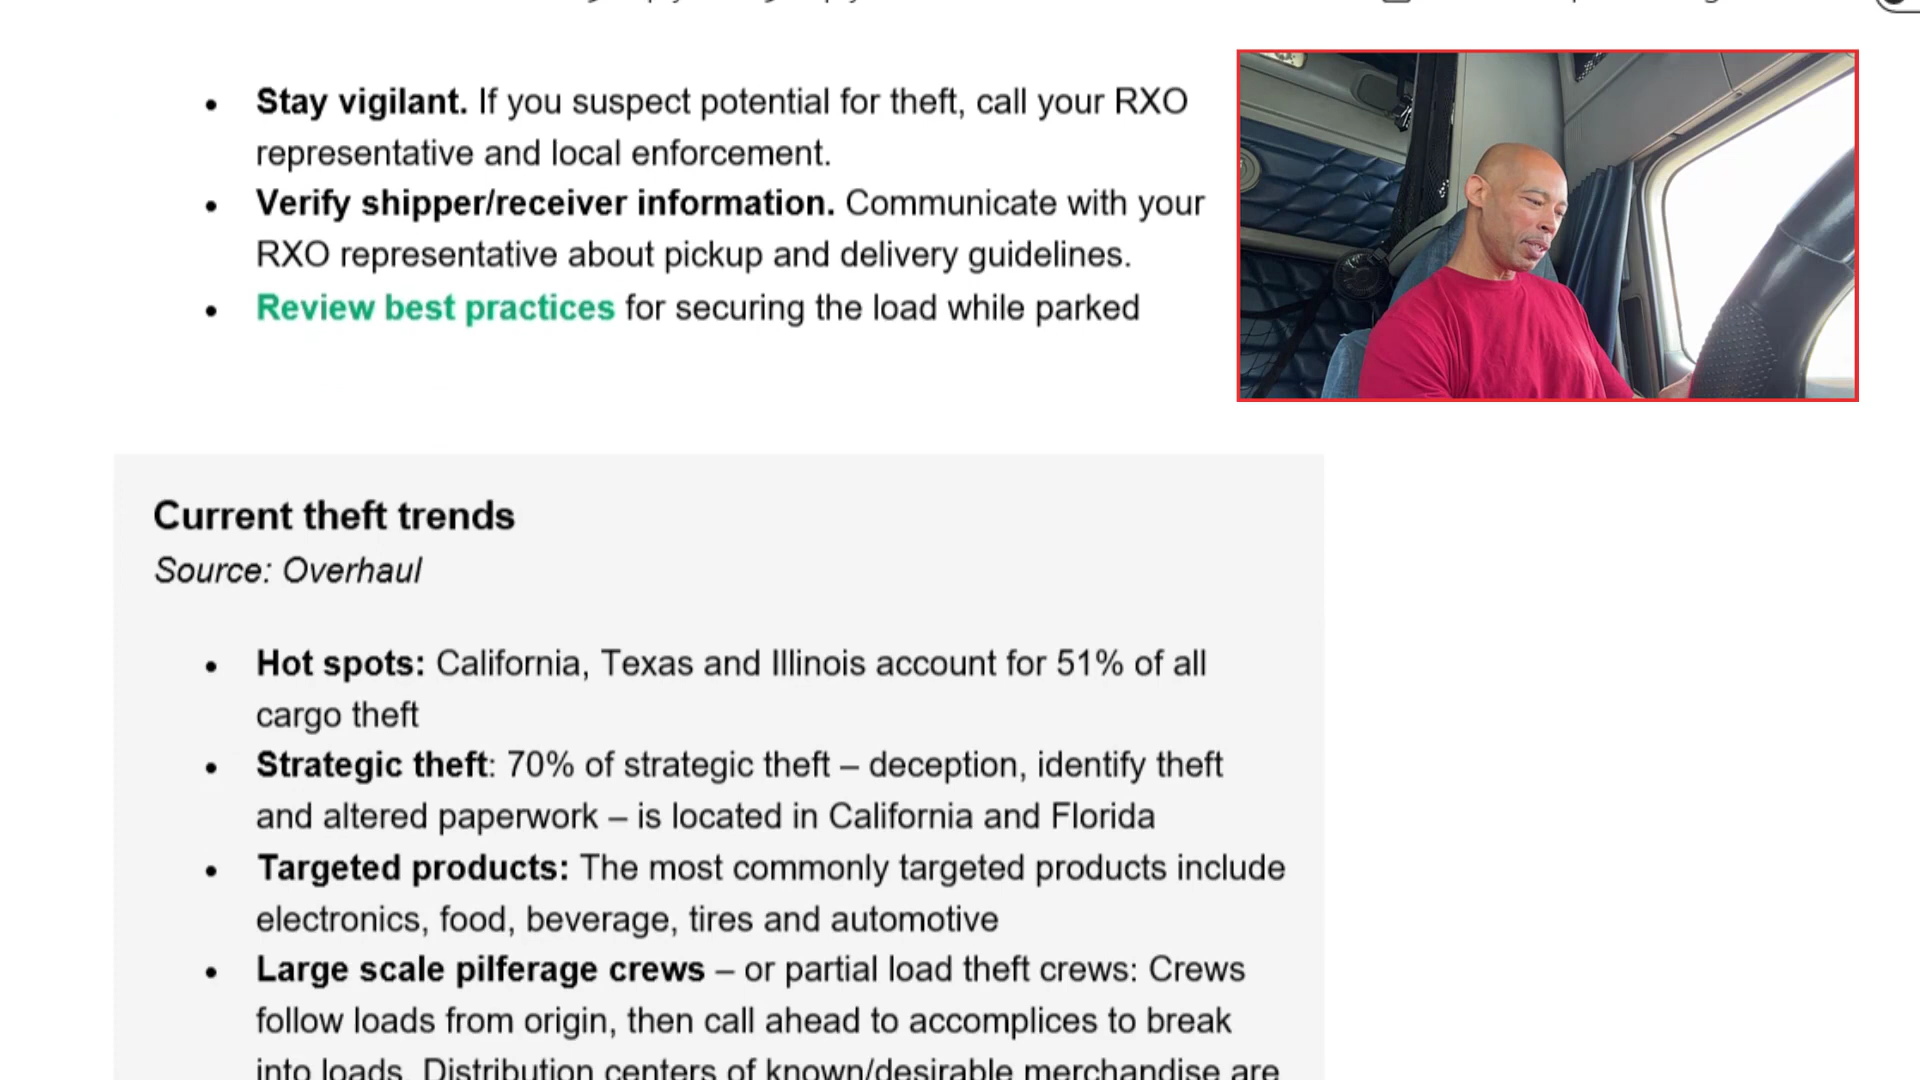 Stay vigilant. If you suspect potential for theft, call your RXO
representative and local enforcement.
Verify shipper/receiver information. Communicate with your
RXO representative about pickup and delivery guidelines.
Review best practices for securing the load while parked
Current theft trends
Source: Overhaul
Hot spots: California, Texas and Illinois account for 51% of all
cargo theft
Strategic theft: 70% of strategic theft – deception, identify theft
and altered paperwork – is located in California and Florida
Targeted products: The most commonly targeted products include
electronics, food, beverage, tires and automotive
Large scale pilferage crews – or partial load theft crews: Crews
follow loads from origin, then call ahead to accomplices to break
into loads. Distribution centers of known/desirable merchandise are